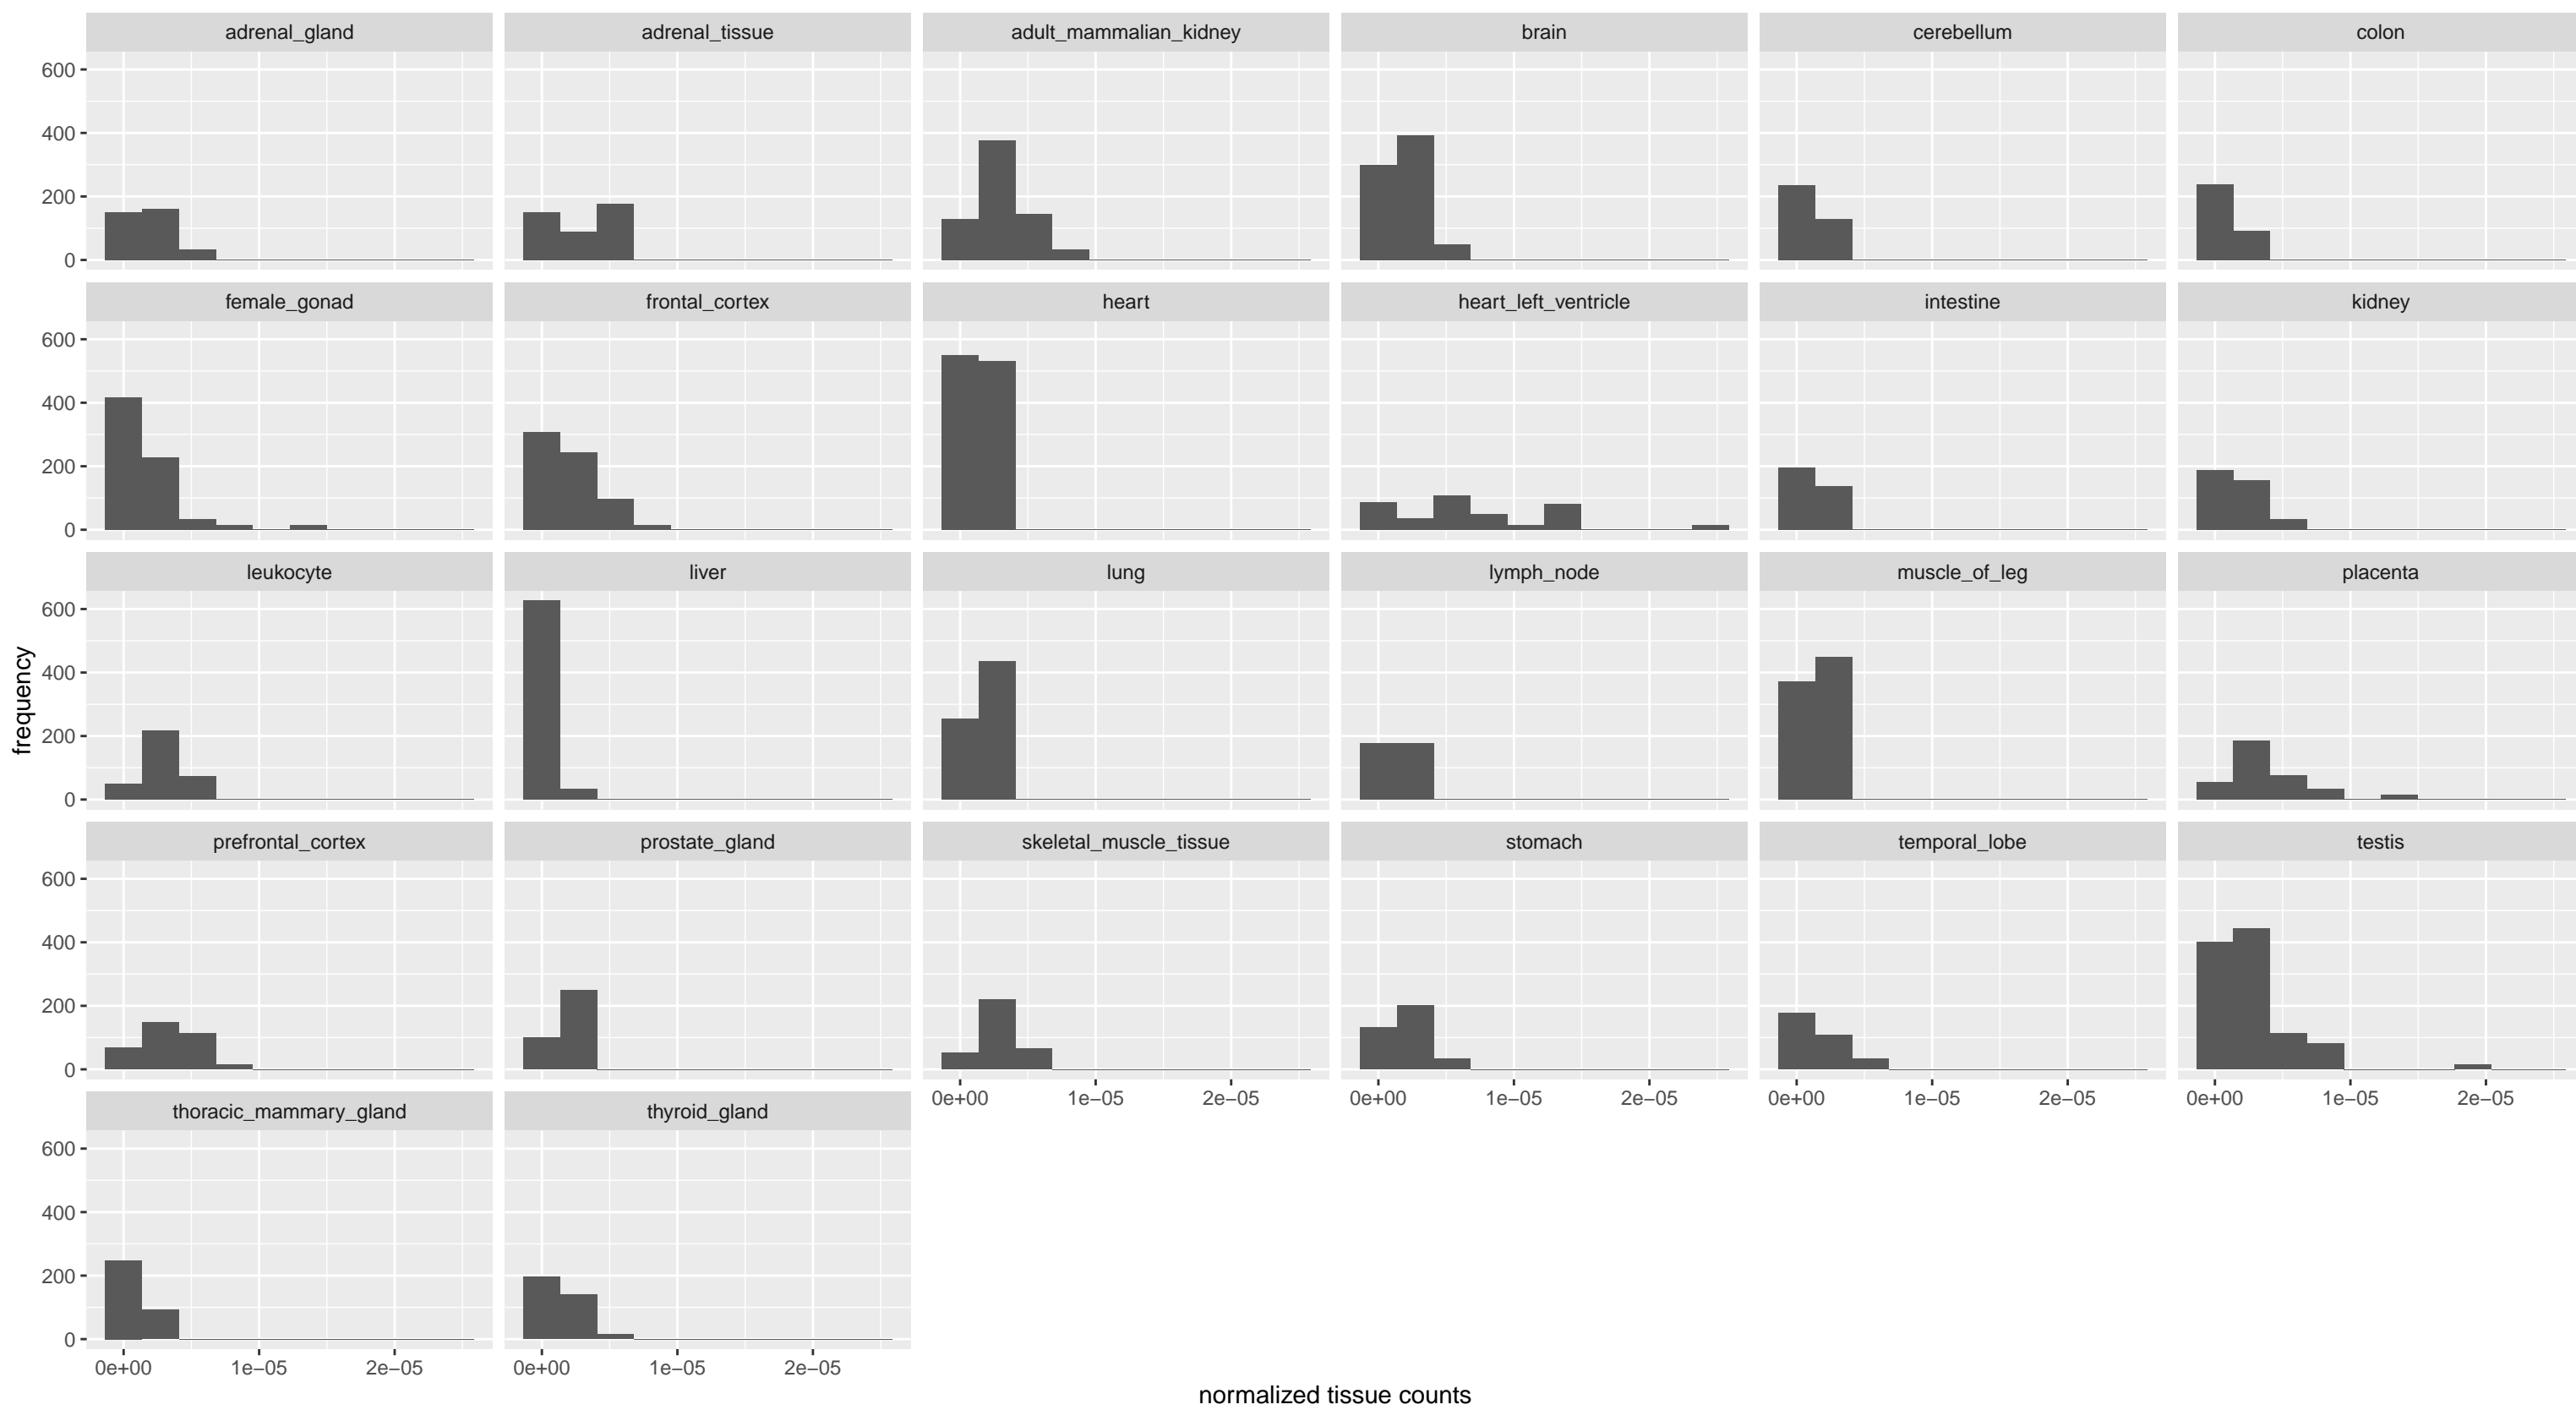 adrenal_gland adrenal_tissue adult_mammalian_kidney brain cerebellum colon
600
400
200
0
female_gonad frontal_cortex heart heart_left_ventricle intestine kidney
600
400
200
0
leukocyte liver lung lymph_node muscle_of_leg placenta
600
400
200
0
frequency
prefrontal_cortex prostate_gland skeletal_muscle_tissue stomach temporal_lobe testis
600
400
200
0
0e+00 1e−05 2e−05 0e+00 1e−05 2e−05 0e+00 1e−05 2e−05 0e+00 1e−05 2e−05
thoracic_mammary_gland thyroid_gland
600
400
200
0
0e+00 1e−05 2e−05 0e+00 1e−05 2e−05
normalized tissue counts